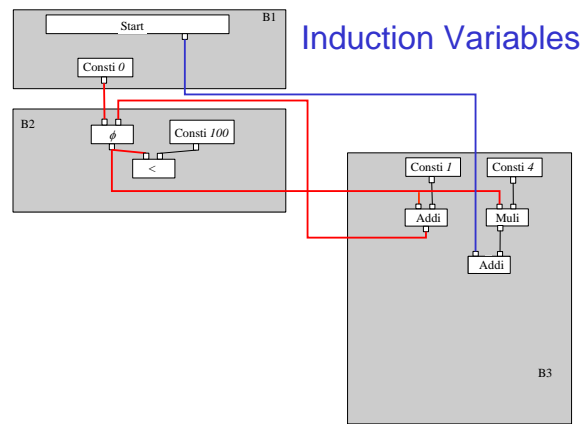 Induction Variables
B1
Start
Consti 0
B2
ϕ
Consti 100
<
Consti 1
Consti 4
Addi
Muli
Addi
B3